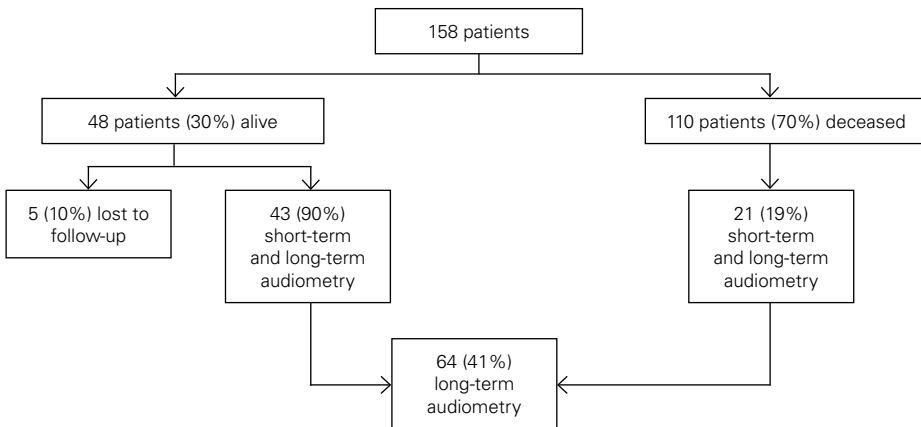 158 patients
48 patients (30%) alive
110 patients (70%) deceased
5 (10%) lost to
follow-up
43 (90%)
short-term
and long-term
audiometry
21 (19%)
short-term
and long-term
audiometry
64 (41%)
long-term
audiometry